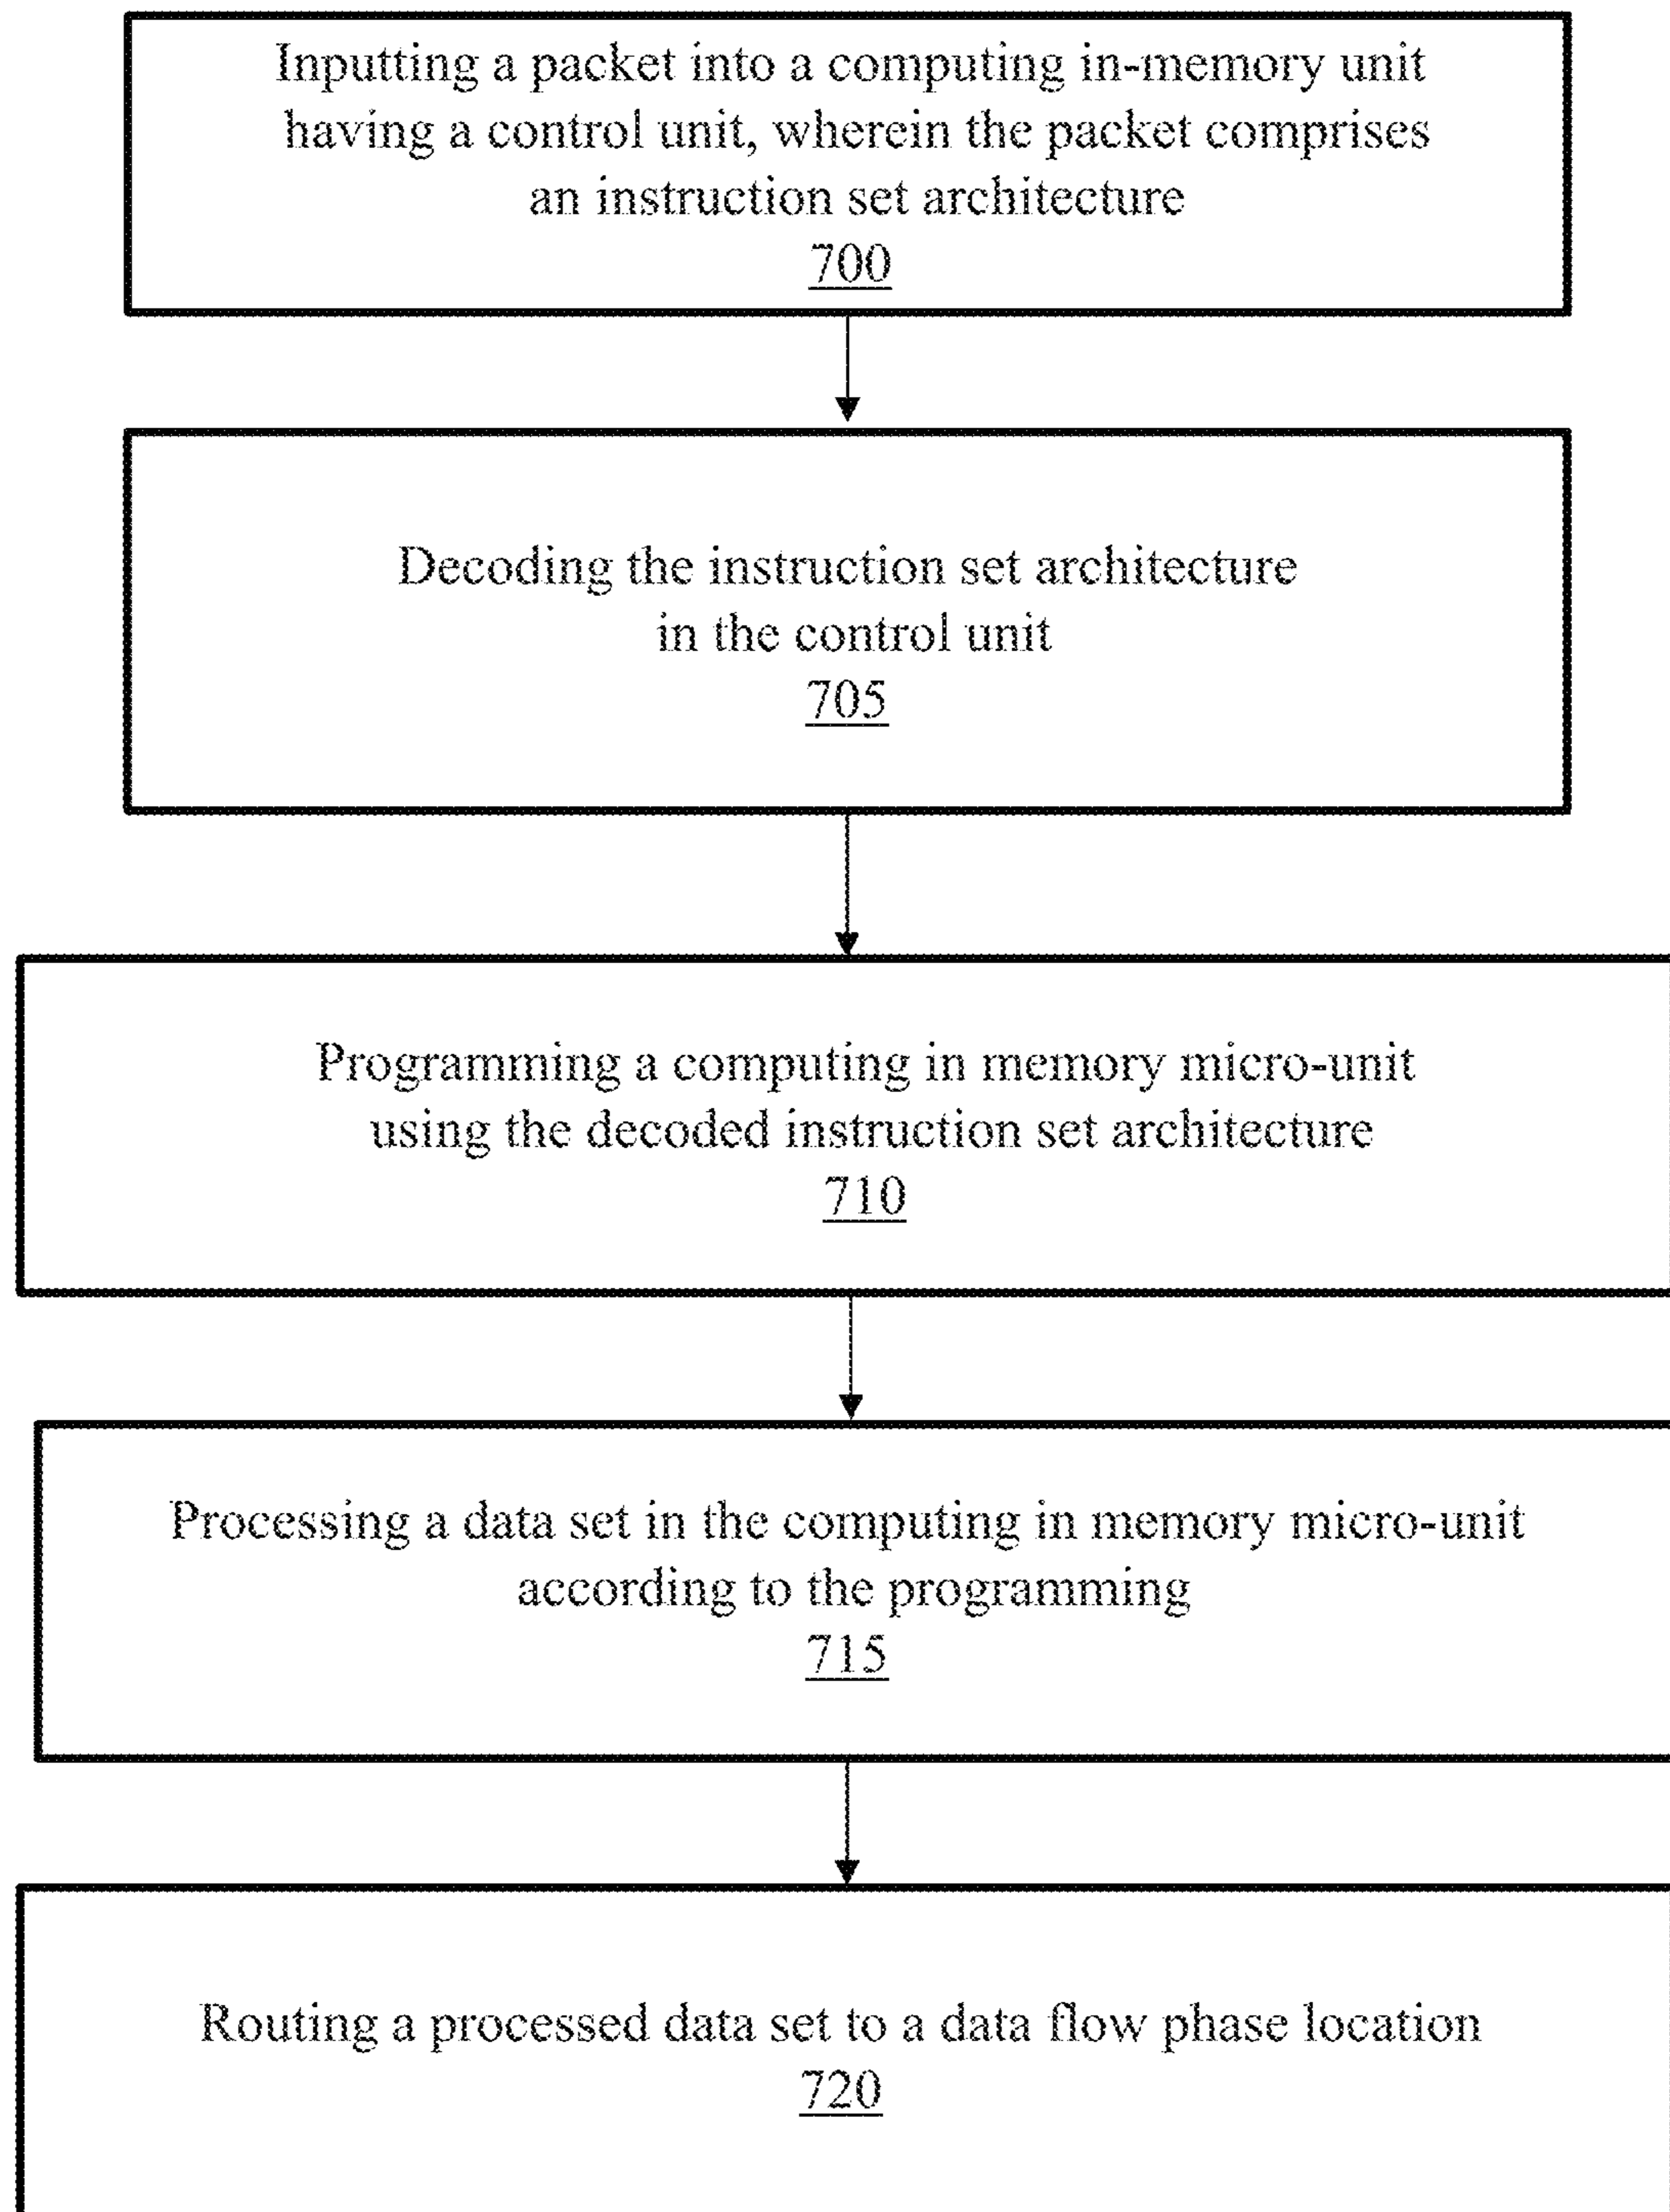 Inputting a packet into a computing in-memory unit
having a control unit, wherein the packet comprises
an instruction set architecture
700
Decoding the instruction set architecture
in the control unit
705
Programming a computing in memory micro-unit
using the decoded instruction set architecture
710
Processing a data set in the computing in memory micro-unit
according to the programming
715
Routing a processed data set to a data flow phase location
720